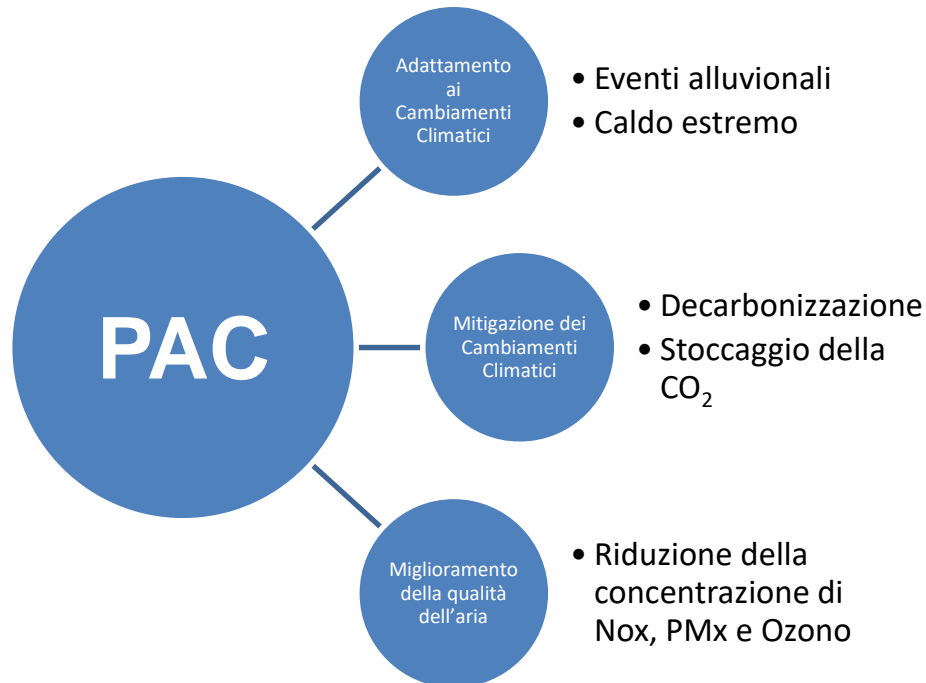 PAC
Adattamento
ai
Cambiamenti
Climatici
• Eventi alluvionali
• Caldo estremo
Mitigazione dei
Cambiamenti
Climatici
• Decarbonizzazione
• Stoccaggio della
CO₂
Miglioramento
della qualità
dell’aria
• Riduzione della
concentrazione di
Nox, PMx e Ozono